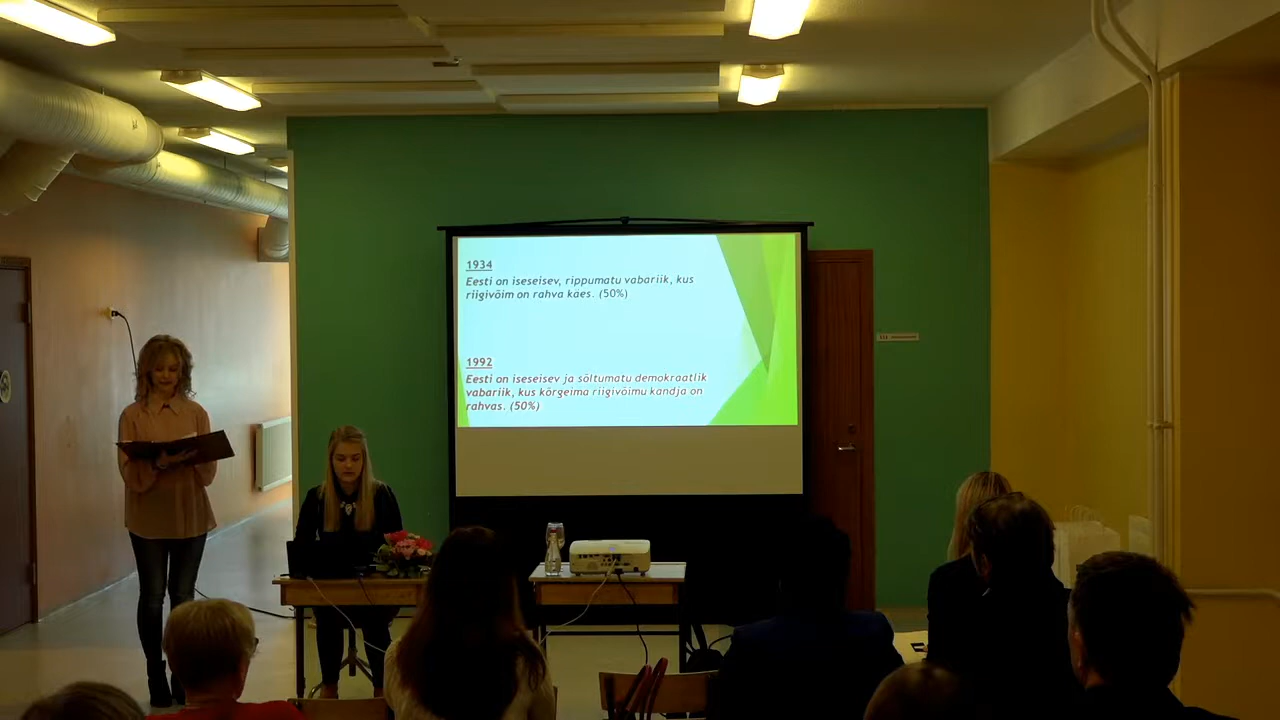 1934
Eesti on iseseisev, rippumatu vabariik, kus
riigivõim on rahva käes. (50%)
1992
Eesti on iseseisev ja sõltumatu demokraatlik
vabariik, kus kõrgeima riigivõimu kandja on
rahvas. (50%)